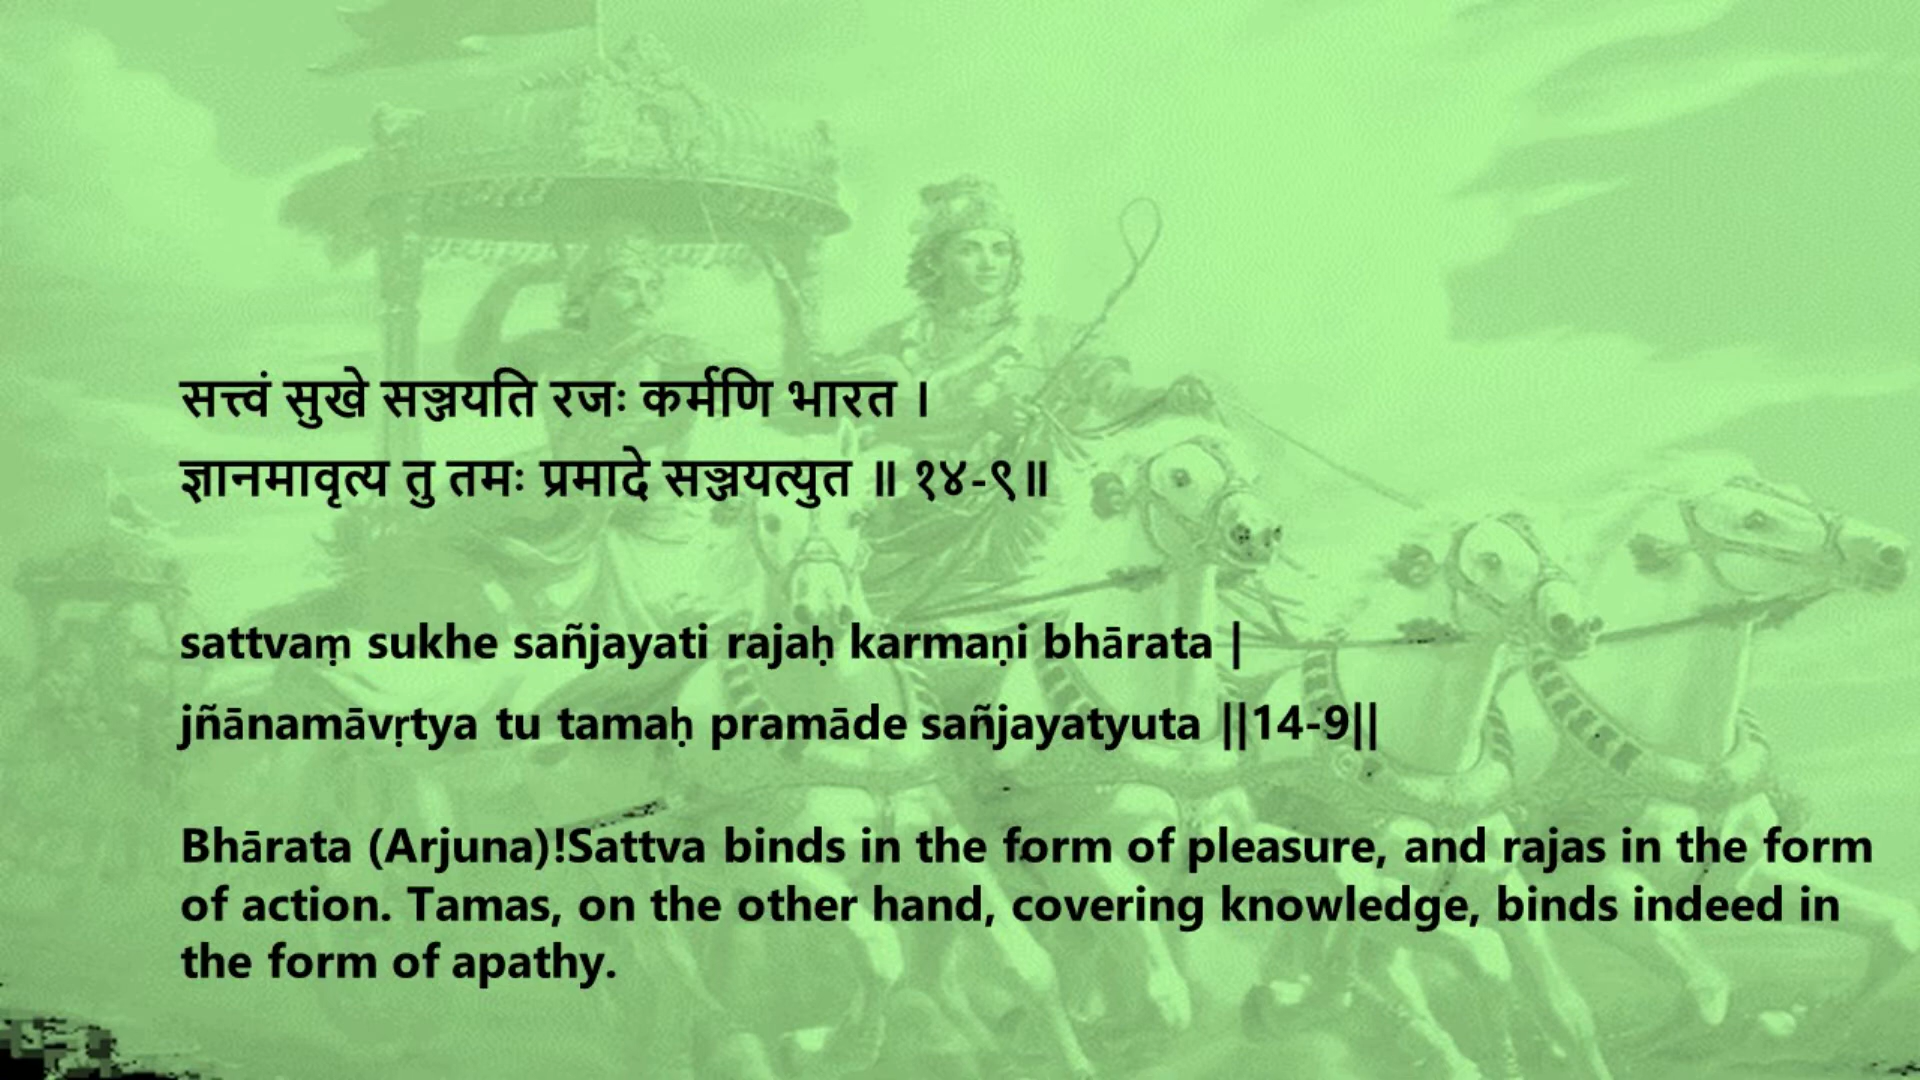 सत्त्वं सुखे सञ्जयति रजः कर्मणि भारत ।
ज्ञानमावृत्य तु तमः प्रमादे सञ्जयत्युत ॥ १४-९॥
sattvaṃ sukhe sañjayati rajaḥ karmaṇi bhārata |
jñānamāvṛtya tu tamaḥ pramāde sañjayatyuta ||14-9||
Bhārata (Arjuna)!Sattva binds in the form of pleasure, and rajas in the form
of action. Tamas, on the other hand, covering knowledge, binds indeed in
the form of apathy.